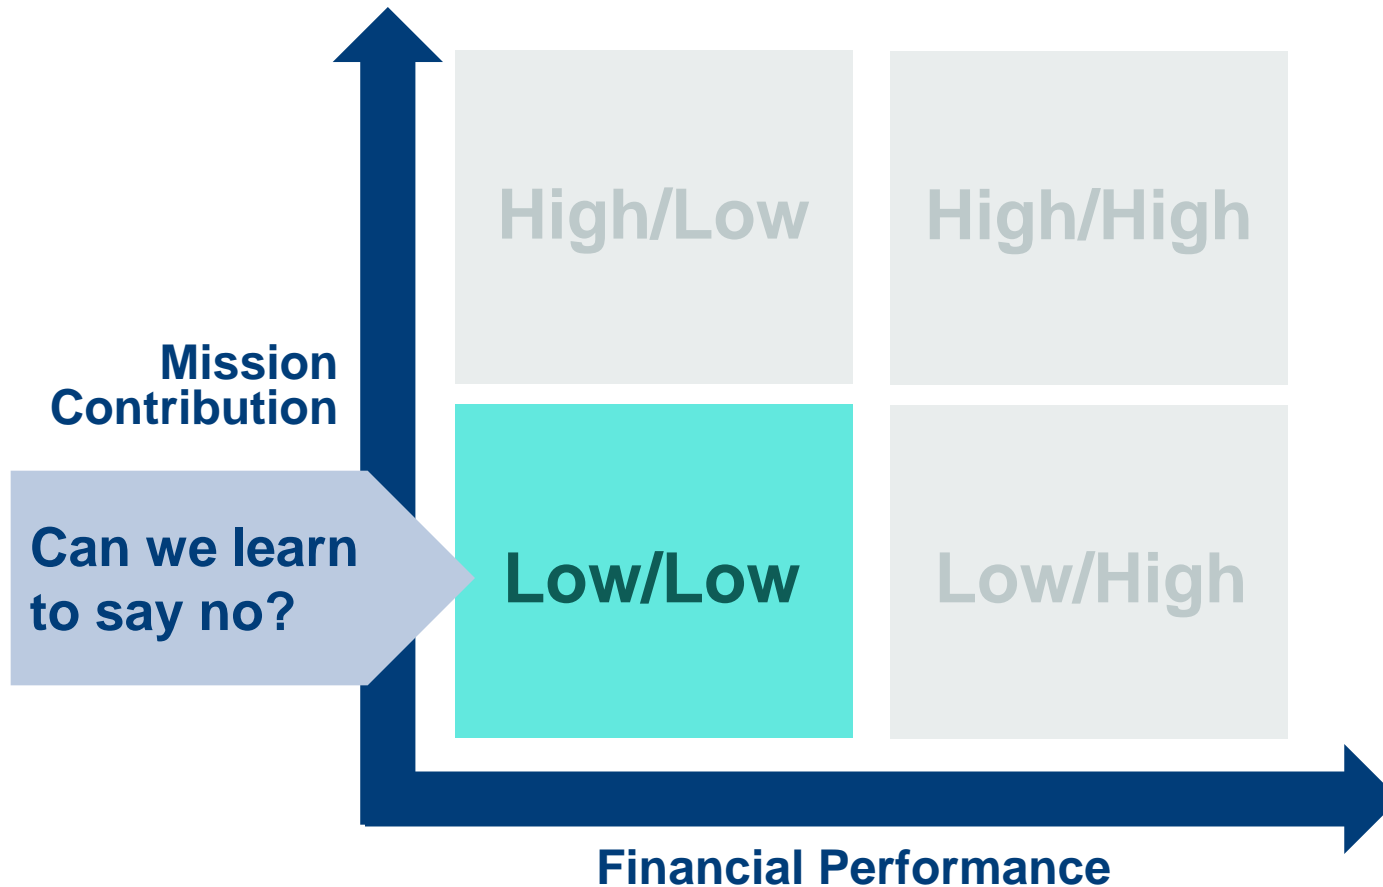 High/Low
High/High
Mission
Contribution
Can we learn
to say no?
Low/Low
Low/High
Financial Performance